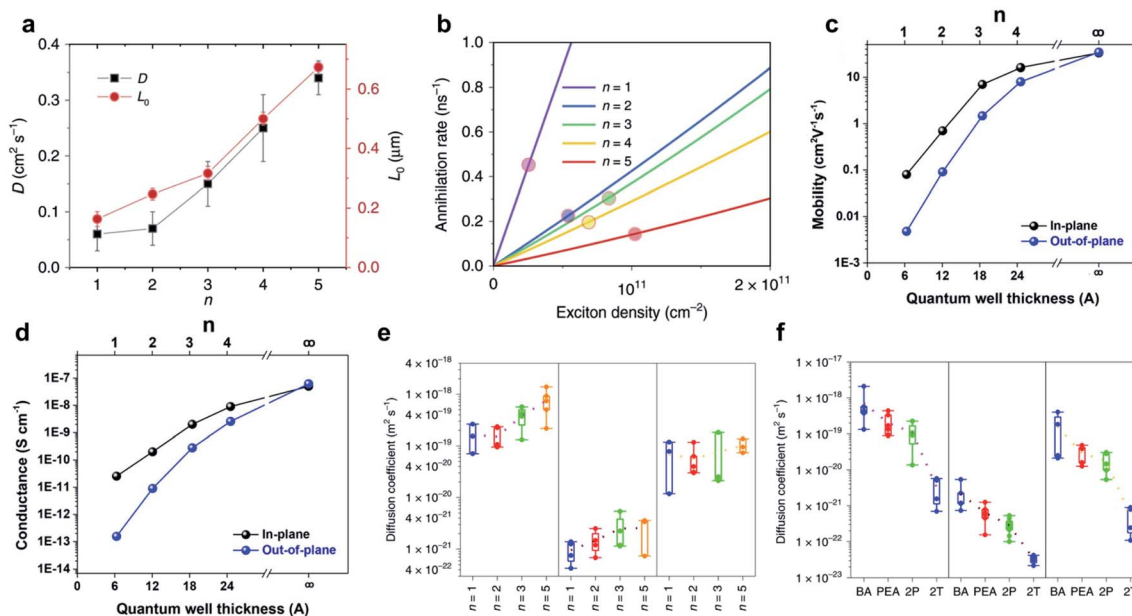 a
0.4
0.3
0.2
0.1
0.0
D (cm² s⁻¹)
D
L₀
0.6
0.4
0.2
0.0
L₀ (μm)
1 2 3 4 5
n
b
1.0
0.8
0.6
0.4
0.2
0
Annihilation rate (ns⁻¹)
n = 1
n = 2
n = 3
n = 4
n = 5
10¹¹ 2 × 10¹¹
Exciton density (cm⁻²)
c
n
1 2 3 4 ∞
10
1
0.1
0.01
1E-3
Mobility (cm²V⁻¹s⁻¹)
In-plane
Out-of-plane
0 6 12 18 24 ∞
Quantum well thickness (A)
d
n
1 2 3 4 ∞
1E-7
1E-8
1E-9
1E-10
1E-11
1E-12
1E-13
1E-14
Conductance (S cm⁻¹)
In-plane
Out-of-plane
0 6 12 18 24 ∞
Quantum well thickness (A)
e
4 × 10⁻¹⁸
1 × 10⁻¹⁸
4 × 10⁻¹⁹
1 × 10⁻¹⁹
4 × 10⁻²⁰
1 × 10⁻²⁰
4 × 10⁻²¹
1 × 10⁻²¹
4 × 10⁻²²
Diffusion coefficient (m² s⁻¹)
n = 1 n = 2 n = 3 n = 5 n = 1 n = 2 n = 3 n = 5 n = 1 n = 2 n = 3 n = 5
f
1 × 10⁻¹⁷
1 × 10⁻¹⁸
1 × 10⁻¹⁹
1 × 10⁻²⁰
1 × 10⁻²¹
1 × 10⁻²²
1 × 10⁻²³
Diffusion coefficient (m² s⁻¹)
BA PEA 2P 2T BA PEA 2P 2T BA PEA 2P 2T